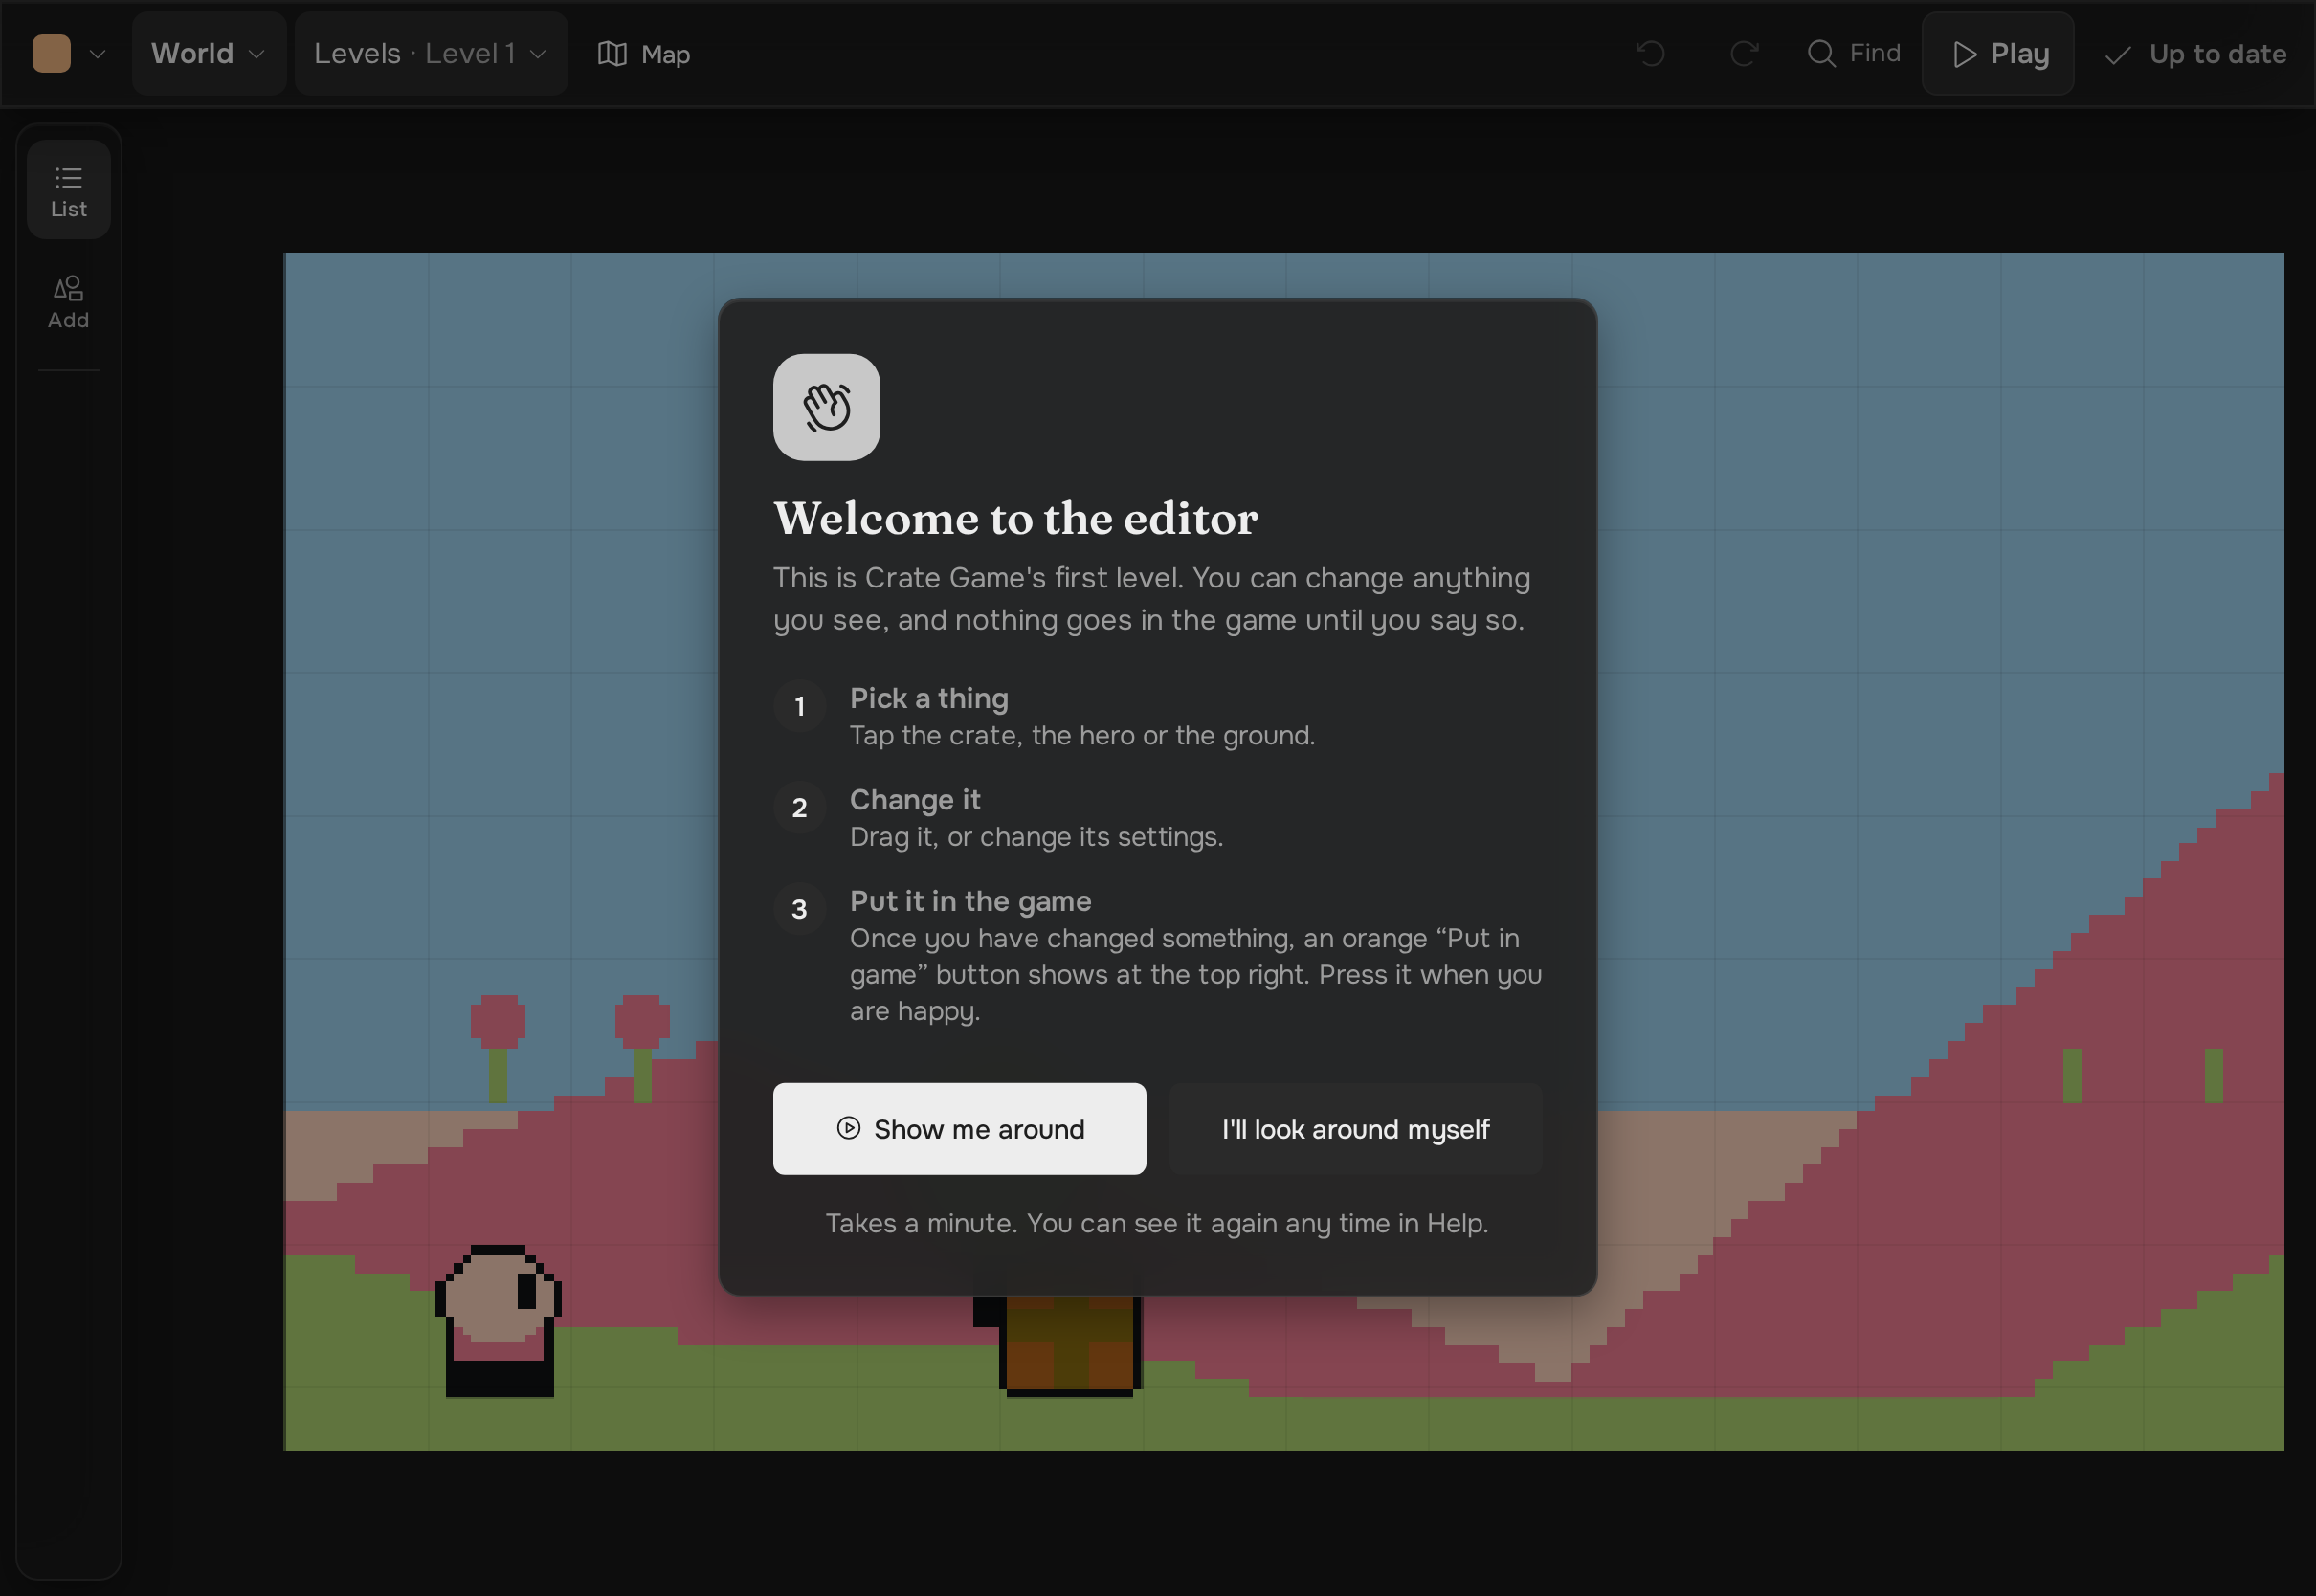 World
Levels · Level 1
Map
Find
Play
Up to date
List
Add
Welcome to the editor
This is Crate Game's first level. You can change anything
you see, and nothing goes in the game until you say so.
1
Pick a thing
Tap the crate, the hero or the ground.
2
Change it
Drag it, or change its settings.
3
Put it in the game
Once you have changed something, an orange “Put in
game” button shows at the top right. Press it when you
are happy.
Show me around
I'll look around myself
Takes a minute. You can see it again any time in Help.